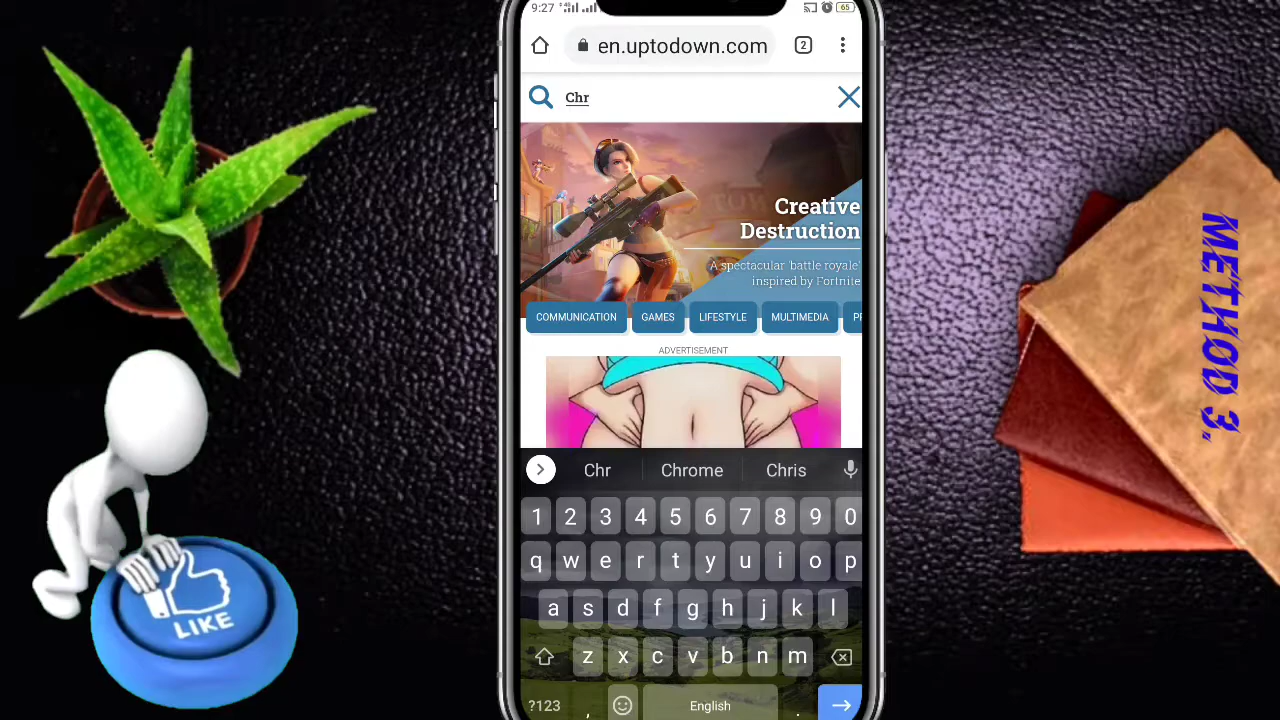 9:27
65
en.uptodown.com
2
Chr
Creative
Destruction
A spectacular 'battle royale'
inspired by Fortnite
COMMUNICATION GAMES LIFESTYLE MULTIMEDIA
ADVERTISEMENT
Chr Chrome Chris
1 2 3 4 5 6 7 8 9 0
q w e r t y u i o p
a s d f g h j k l
z x c v b n m
?123 , English .
LIKE
METHOD 3.